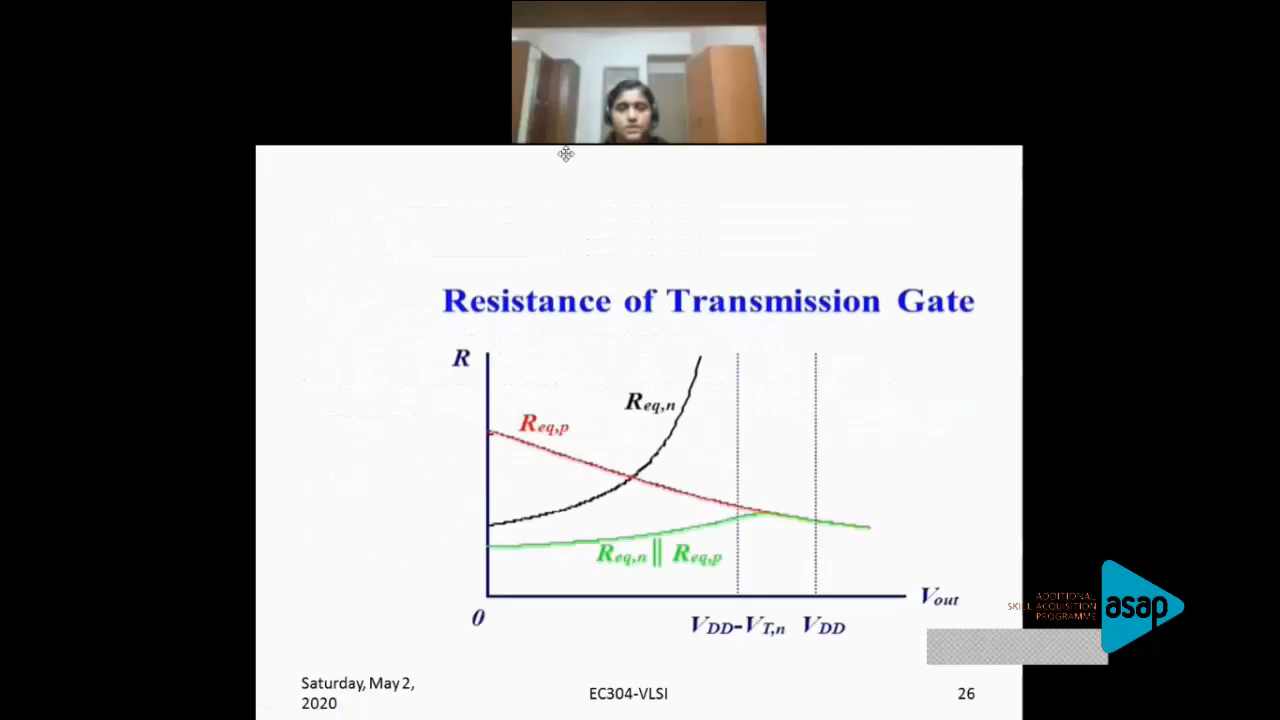 Resistance of Transmission Gate
R
Req,n
Req,p
Req,n || Req,p
Vout
0
VDD-VT,n VDD
ADDITIONAL
SKILL ACQUISITION
PROGRAMME
asap
Saturday, May 2,
2020
EC304-VLSI
26